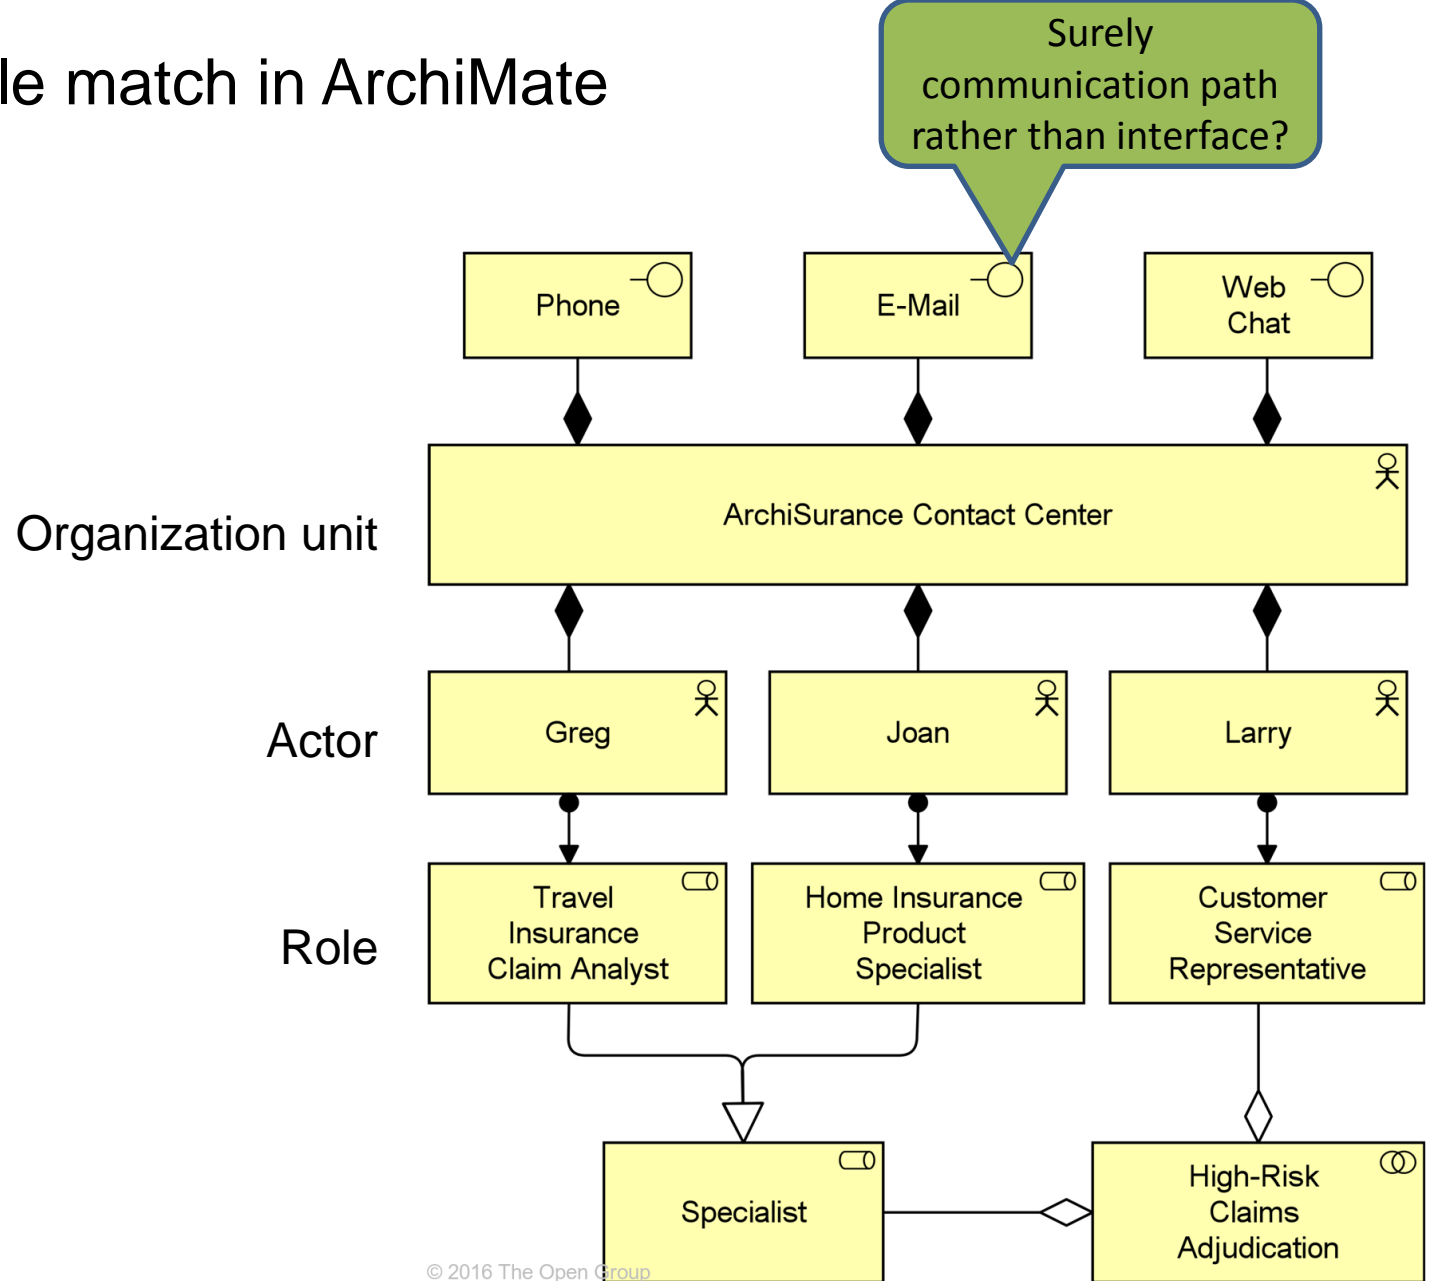 le match in ArchiMate
Surely
communication path
rather than interface?
Phone
E-Mail
Web
Chat
Organization unit
ArchiSurance Contact Center
Actor
Greg
Joan
Larry
Role
Travel
Insurance
Claim Analyst
Home Insurance
Product
Specialist
Customer
Service
Representative
Specialist
High-Risk
Claims
Adjudication
© 2016 The Open Group